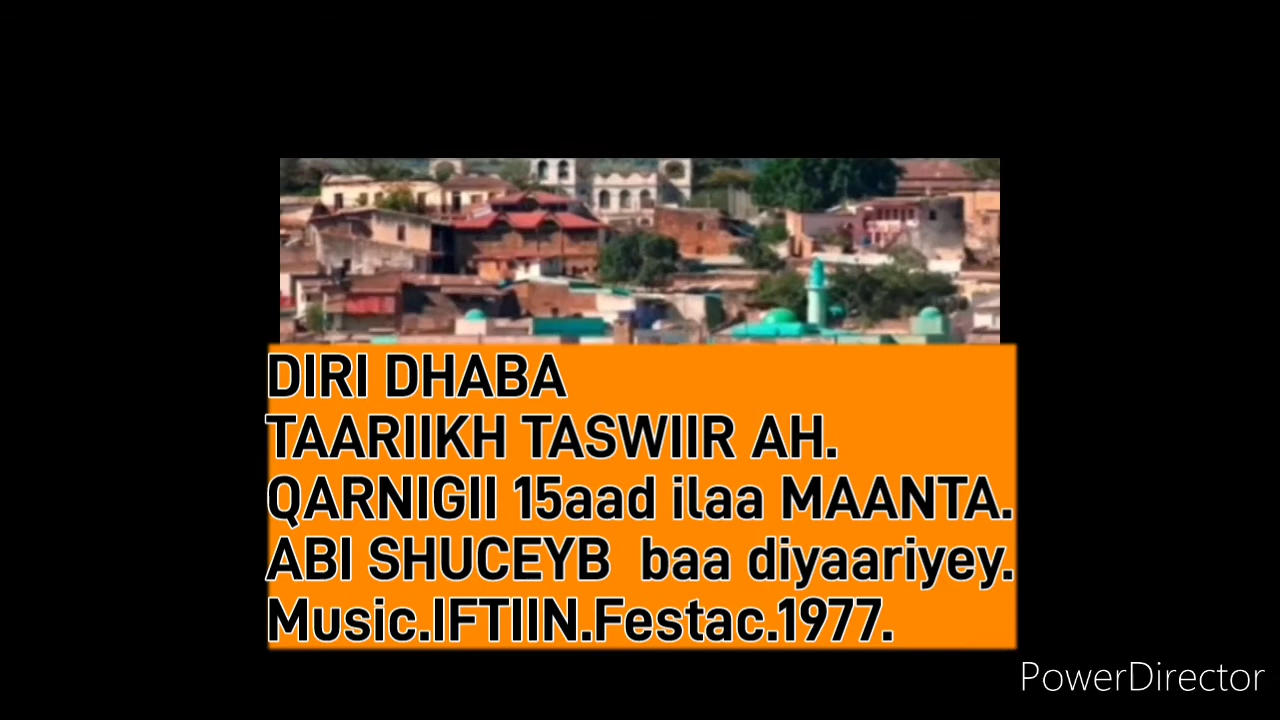 DIRI DHABA
TAARIIKH TASWIIR AH.
QARNIGII 15aad ilaa MAANTA.
ABI SHUCEYB baa diyaariyey.
Music.IFTIIN.Festac.1977.
PowerDirector